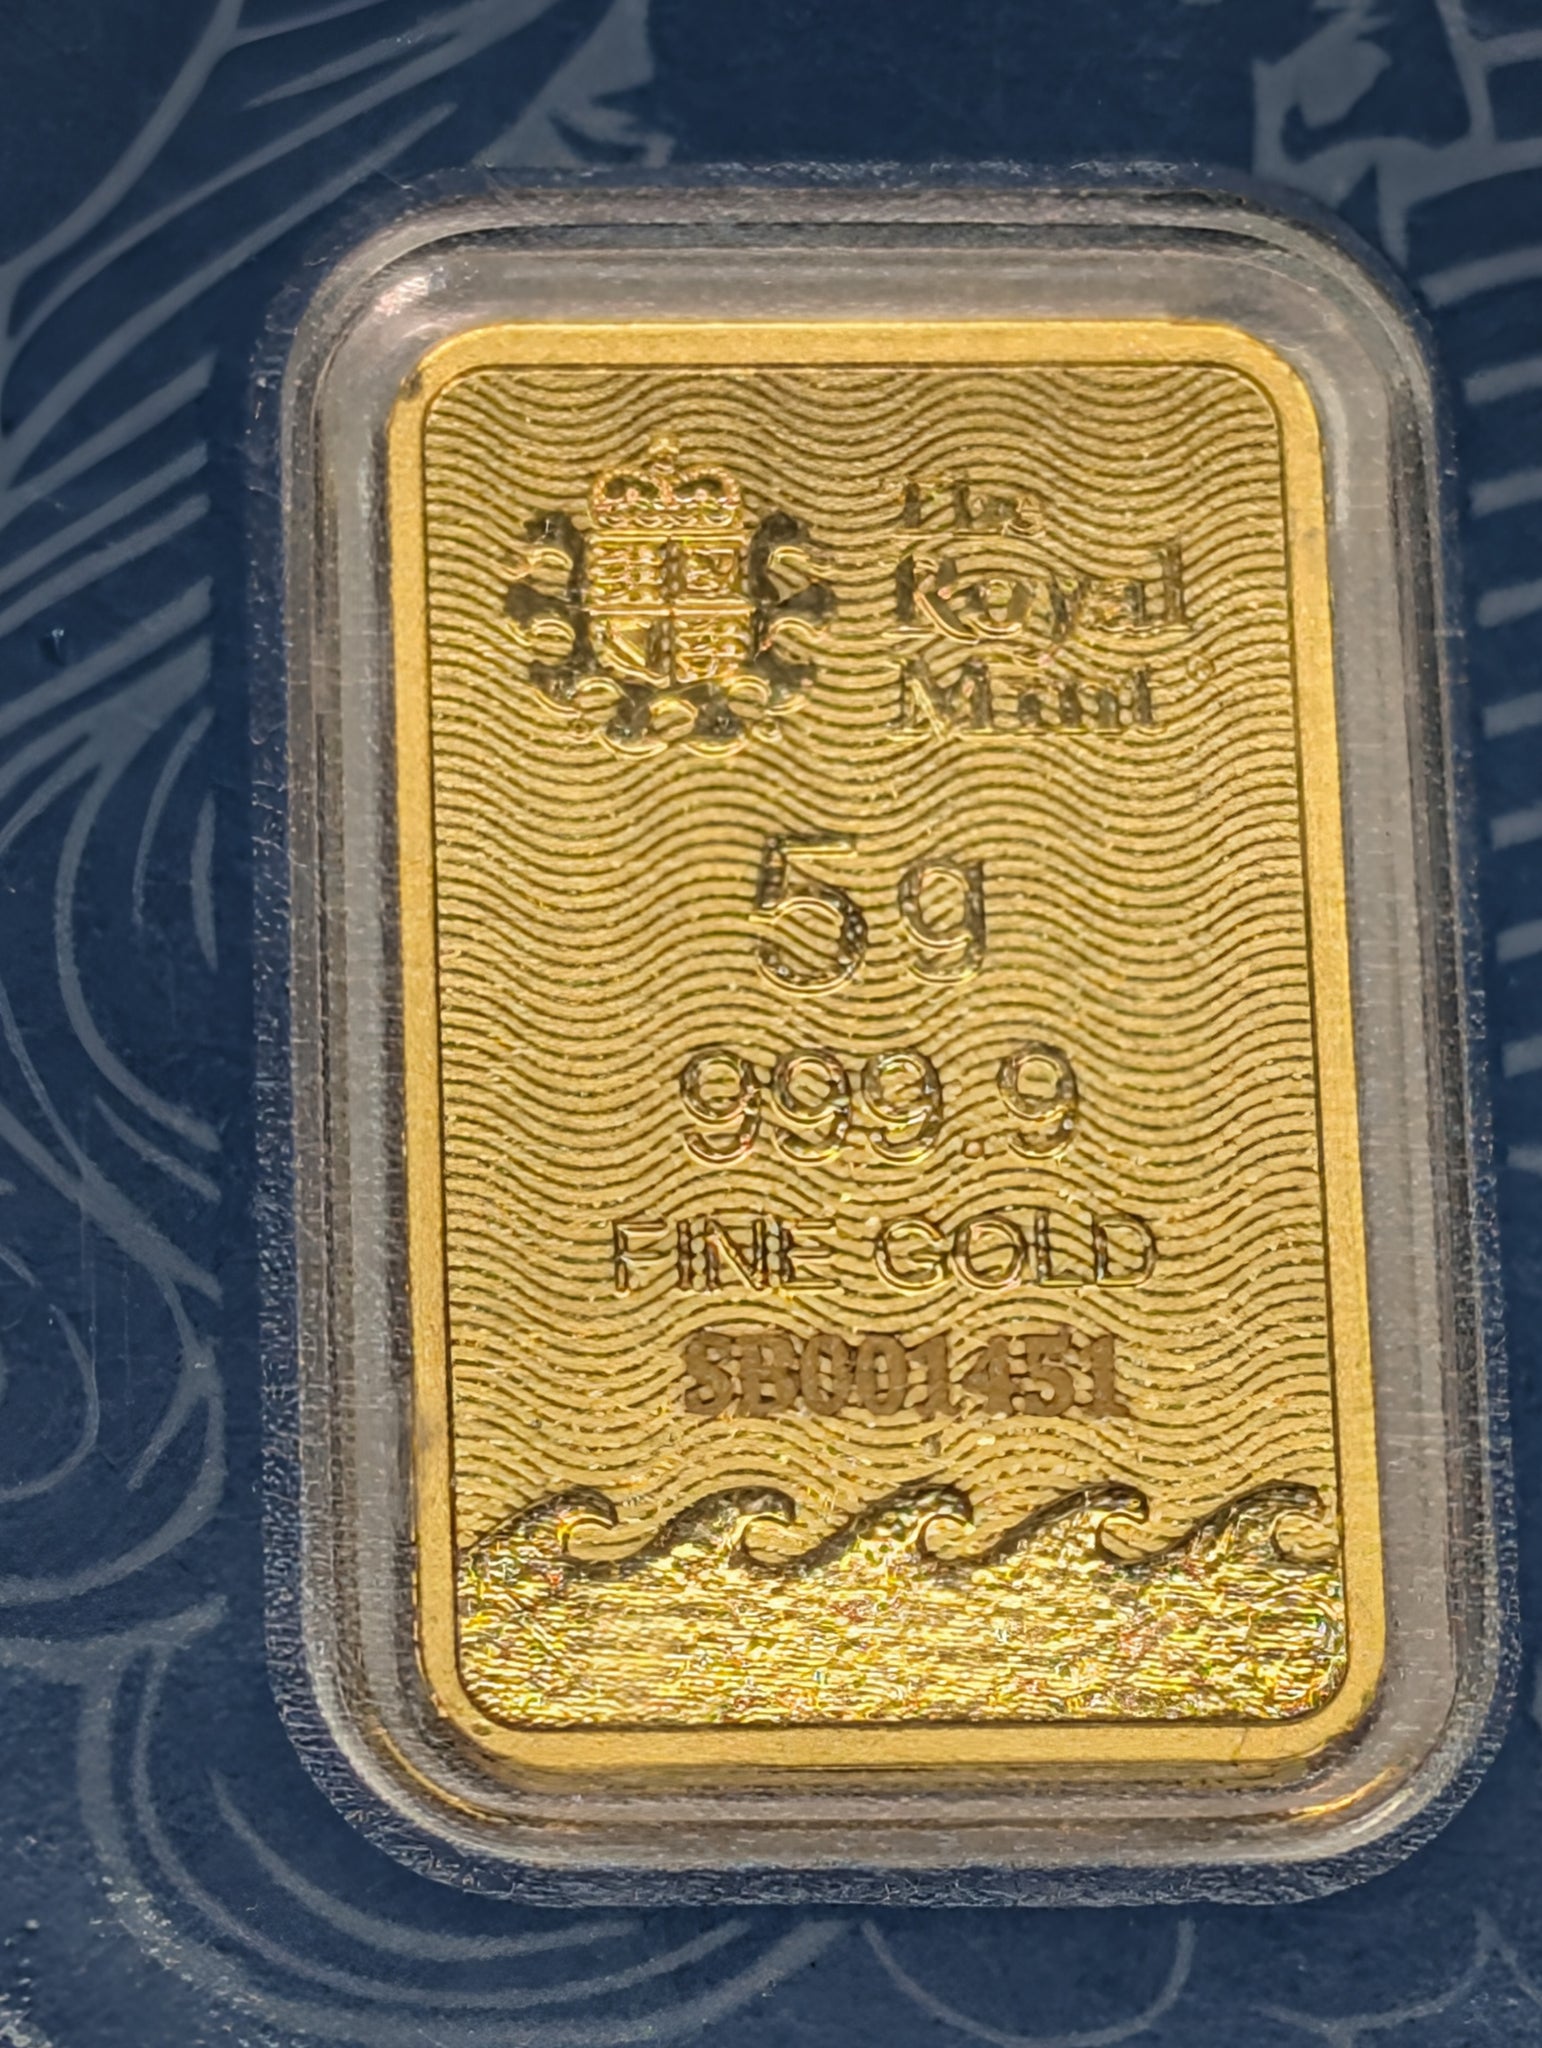 The
Royal
Mint®
5g
999.9
FINE GOLD
SB001451